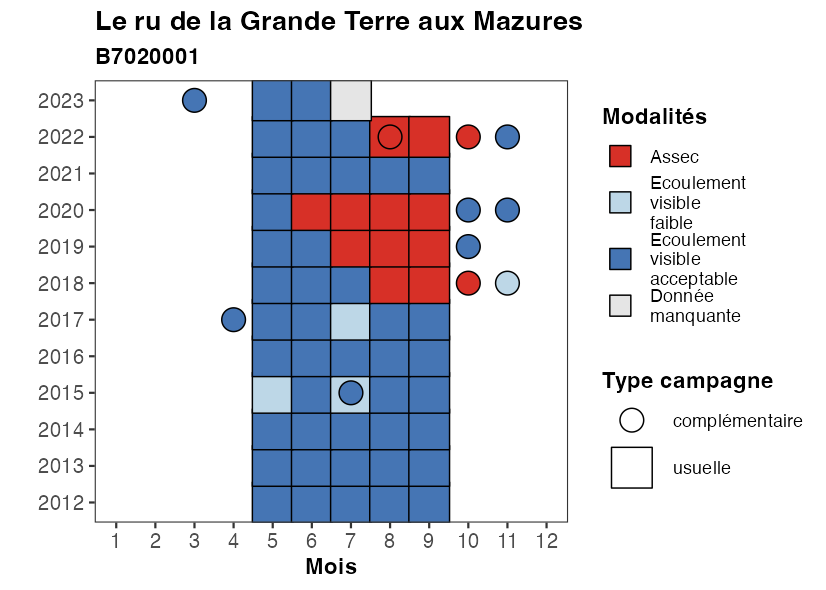 Le ru de la Grande Terre aux Mazures
B7020001
2023
2022
2021
2020
2019
2018
2017
2016
2015
2014
2013
2012
1 2 3 4 5 6 7 8 9 10 11 12
Mois
Modalités
Assec
Ecoulement
visible
faible
Ecoulement
visible
acceptable
Donnée
manquante
Type campagne
complémentaire
usuelle